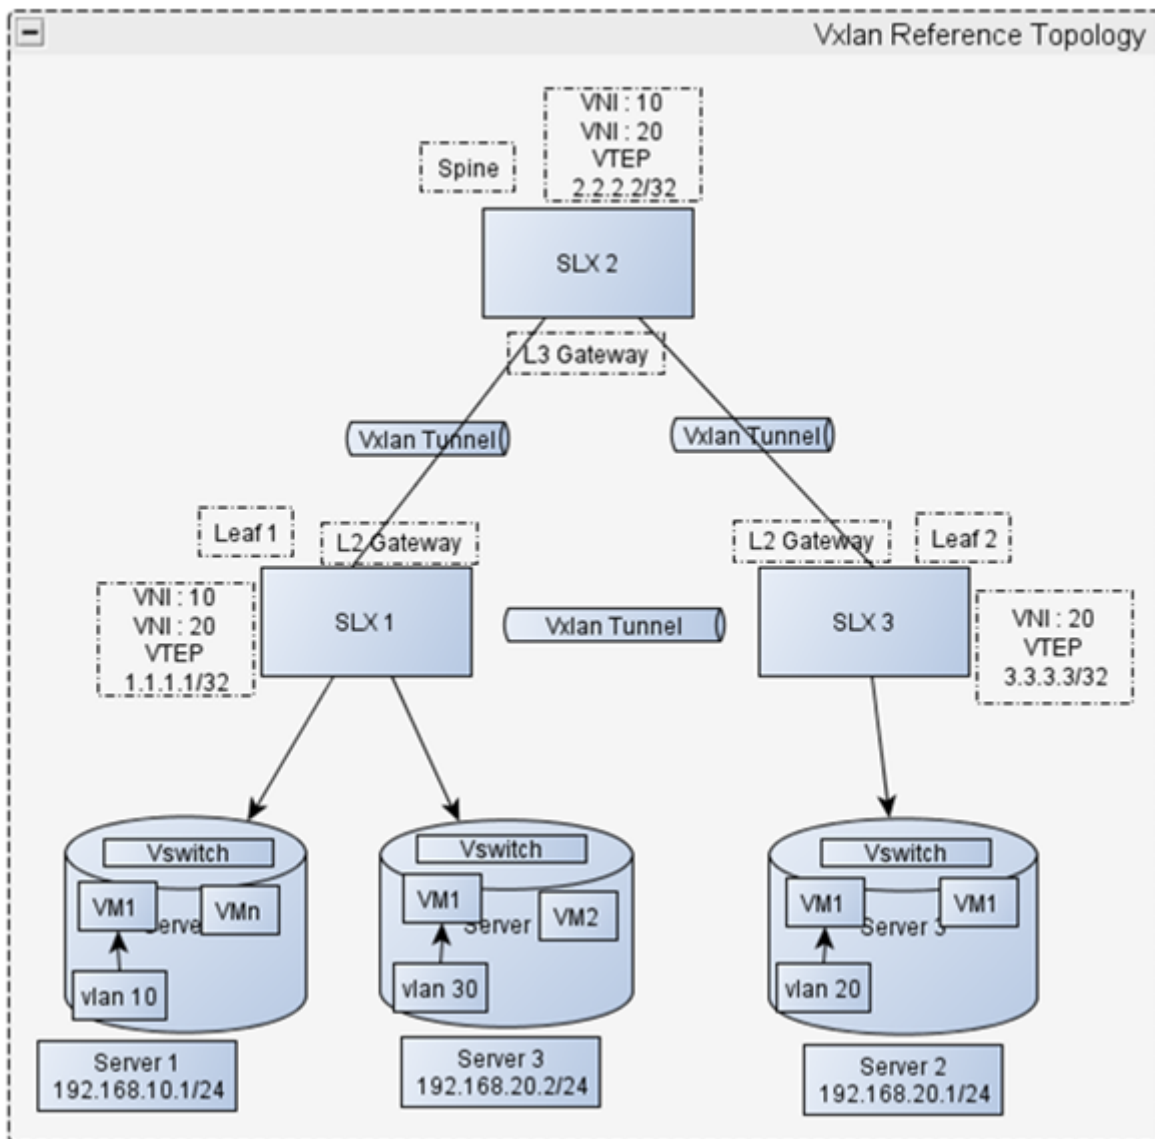 Vxlan Reference Topology
VNI : 10
VNI : 20
VTEP
2.2.2.2/32
Spine
SLX 2
L3 Gateway
Vxlan Tunnel
Vxlan Tunnel
Leaf 1
L2 Gateway
L2 Gateway
Leaf 2
VNI : 10
VNI : 20
VTEP
1.1.1.1/32
SLX 1
Vxlan Tunnel
SLX 3
VNI : 20
VTEP
3.3.3.3/32
Vswitch
VM1
VMn
Server
vlan 10
Server 1
192.168.10.1/24
Vswitch
VM1
VM2
Server
vlan 30
Server 3
192.168.20.2/24
Vswitch
VM1
VM1
Server 3
vlan 20
Server 2
192.168.20.1/24